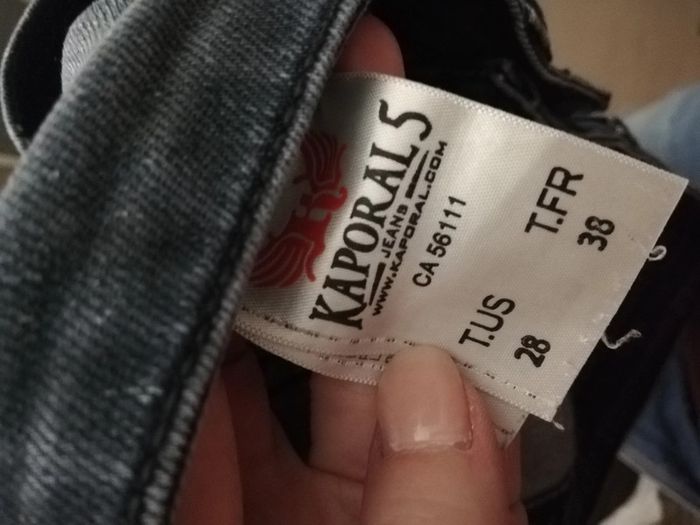 KAPORAL 5
JEANS
WWW.KAPORAL.COM
CA 56111
T.US T.FR
28 38